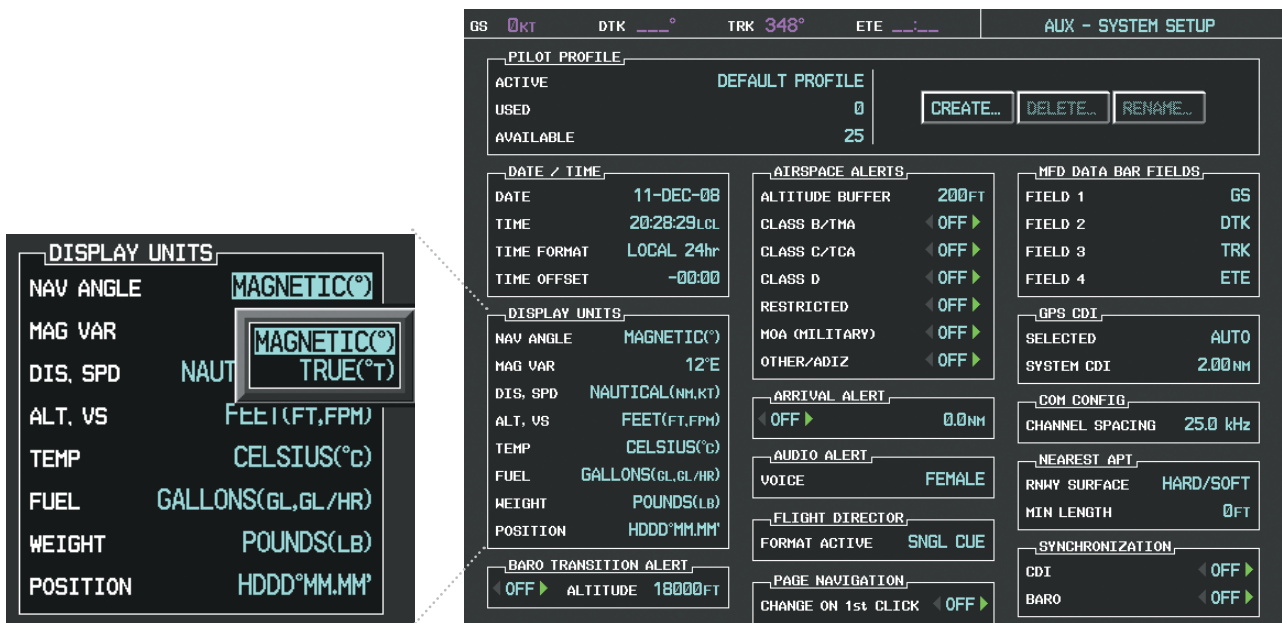 GS 0KT DTK ___° TRK 348° ETE __:__ AUX - SYSTEM SETUP
PILOT PROFILE
ACTIVE DEFAULT PROFILE
USED 0
AVAILABLE 25
CREATE… DELETE… RENAME…
DATE / TIME
DATE 11-DEC-08
TIME 20:28:29LCL
TIME FORMAT LOCAL 24hr
TIME OFFSET -00:00
DISPLAY UNITS
NAV ANGLE MAGNETIC(°)
MAG VAR 12°E
DIS, SPD NAUTICAL(NM,KT)
ALT, VS FEET(FT,FPM)
TEMP CELSIUS(°C)
FUEL GALLONS(GL,GL/HR)
WEIGHT POUNDS(LB)
POSITION HDDD°MM.MM'
BARO TRANSITION ALERT
OFF ALTITUDE 18000FT
AIRSPACE ALERTS
ALTITUDE BUFFER 200FT
CLASS B/TMA OFF
CLASS C/TCA OFF
CLASS D OFF
RESTRICTED OFF
MOA (MILITARY) OFF
OTHER/ADIZ OFF
ARRIVAL ALERT
OFF 0.0NM
AUDIO ALERT
VOICE FEMALE
FLIGHT DIRECTOR
FORMAT ACTIVE SNGL CUE
PAGE NAVIGATION
CHANGE ON 1st CLICK OFF
MFD DATA BAR FIELDS
FIELD 1 GS
FIELD 2 DTK
FIELD 3 TRK
FIELD 4 ETE
GPS CDI
SELECTED AUTO
SYSTEM CDI 2.00NM
COM CONFIG
CHANNEL SPACING 25.0 kHz
NEAREST APT
RNWY SURFACE HARD/SOFT
MIN LENGTH 0FT
SYNCHRONIZATION
CDI OFF
BARO OFF
DISPLAY UNITS
NAV ANGLE MAGNETIC(°)
MAG VAR
MAGNETIC(°)
TRUE(°T)
DIS, SPD NAUT
ALT, VS FEET(FT,FPM)
TEMP CELSIUS(°C)
FUEL GALLONS(GL,GL/HR)
WEIGHT POUNDS(LB)
POSITION HDDD°MM.MM'